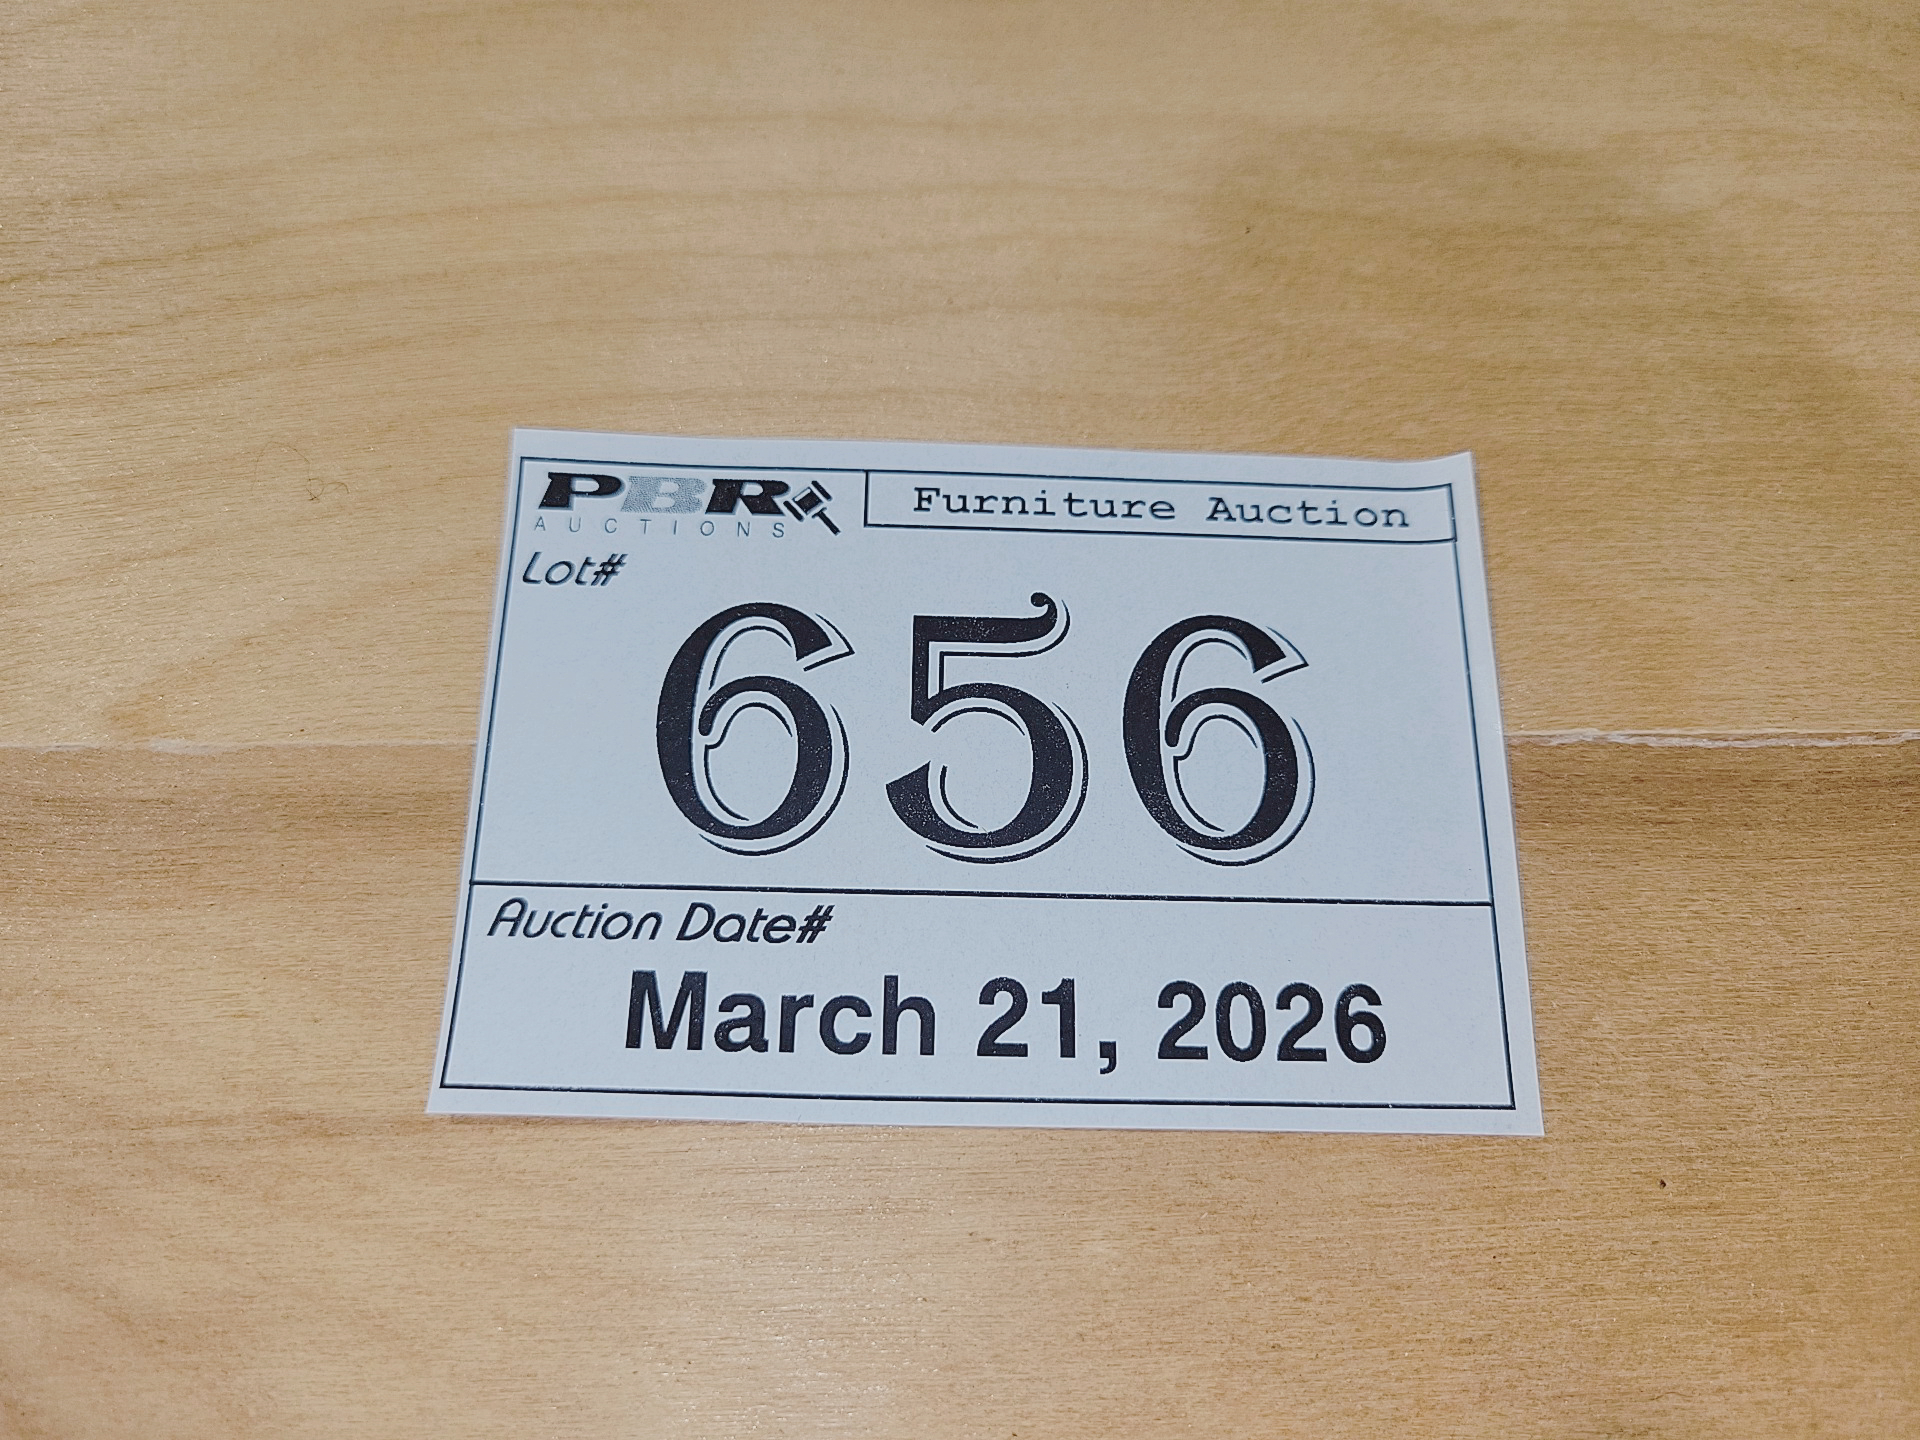 PBR
AUCTIONS
Furniture Auction
Lot#
656
Auction Date#
March 21, 2026